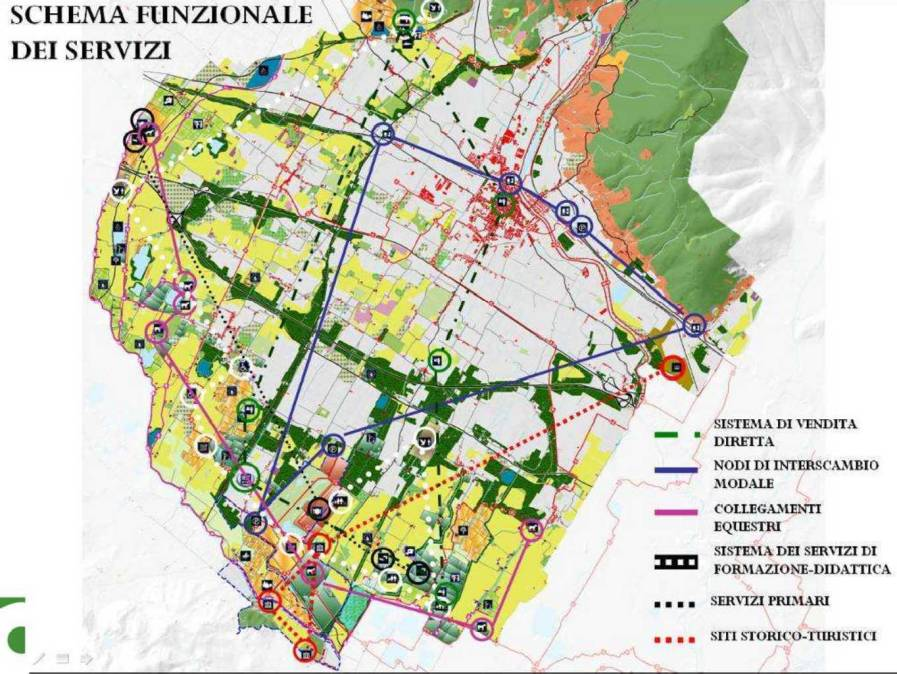 SCHEMA FUNZIONALE
DEI SERVIZI
SISTEMA DI VENDITA
DIRETTA
NODI DI INTERSCAMBIO
MODALE
COLLEGAMENTI
EQUESTRI
SISTEMA DEI SERVIZI DI
FORMAZIONE-DIDATTICA
SERVIZI PRIMARI
SITI STORICO-TURISTICI